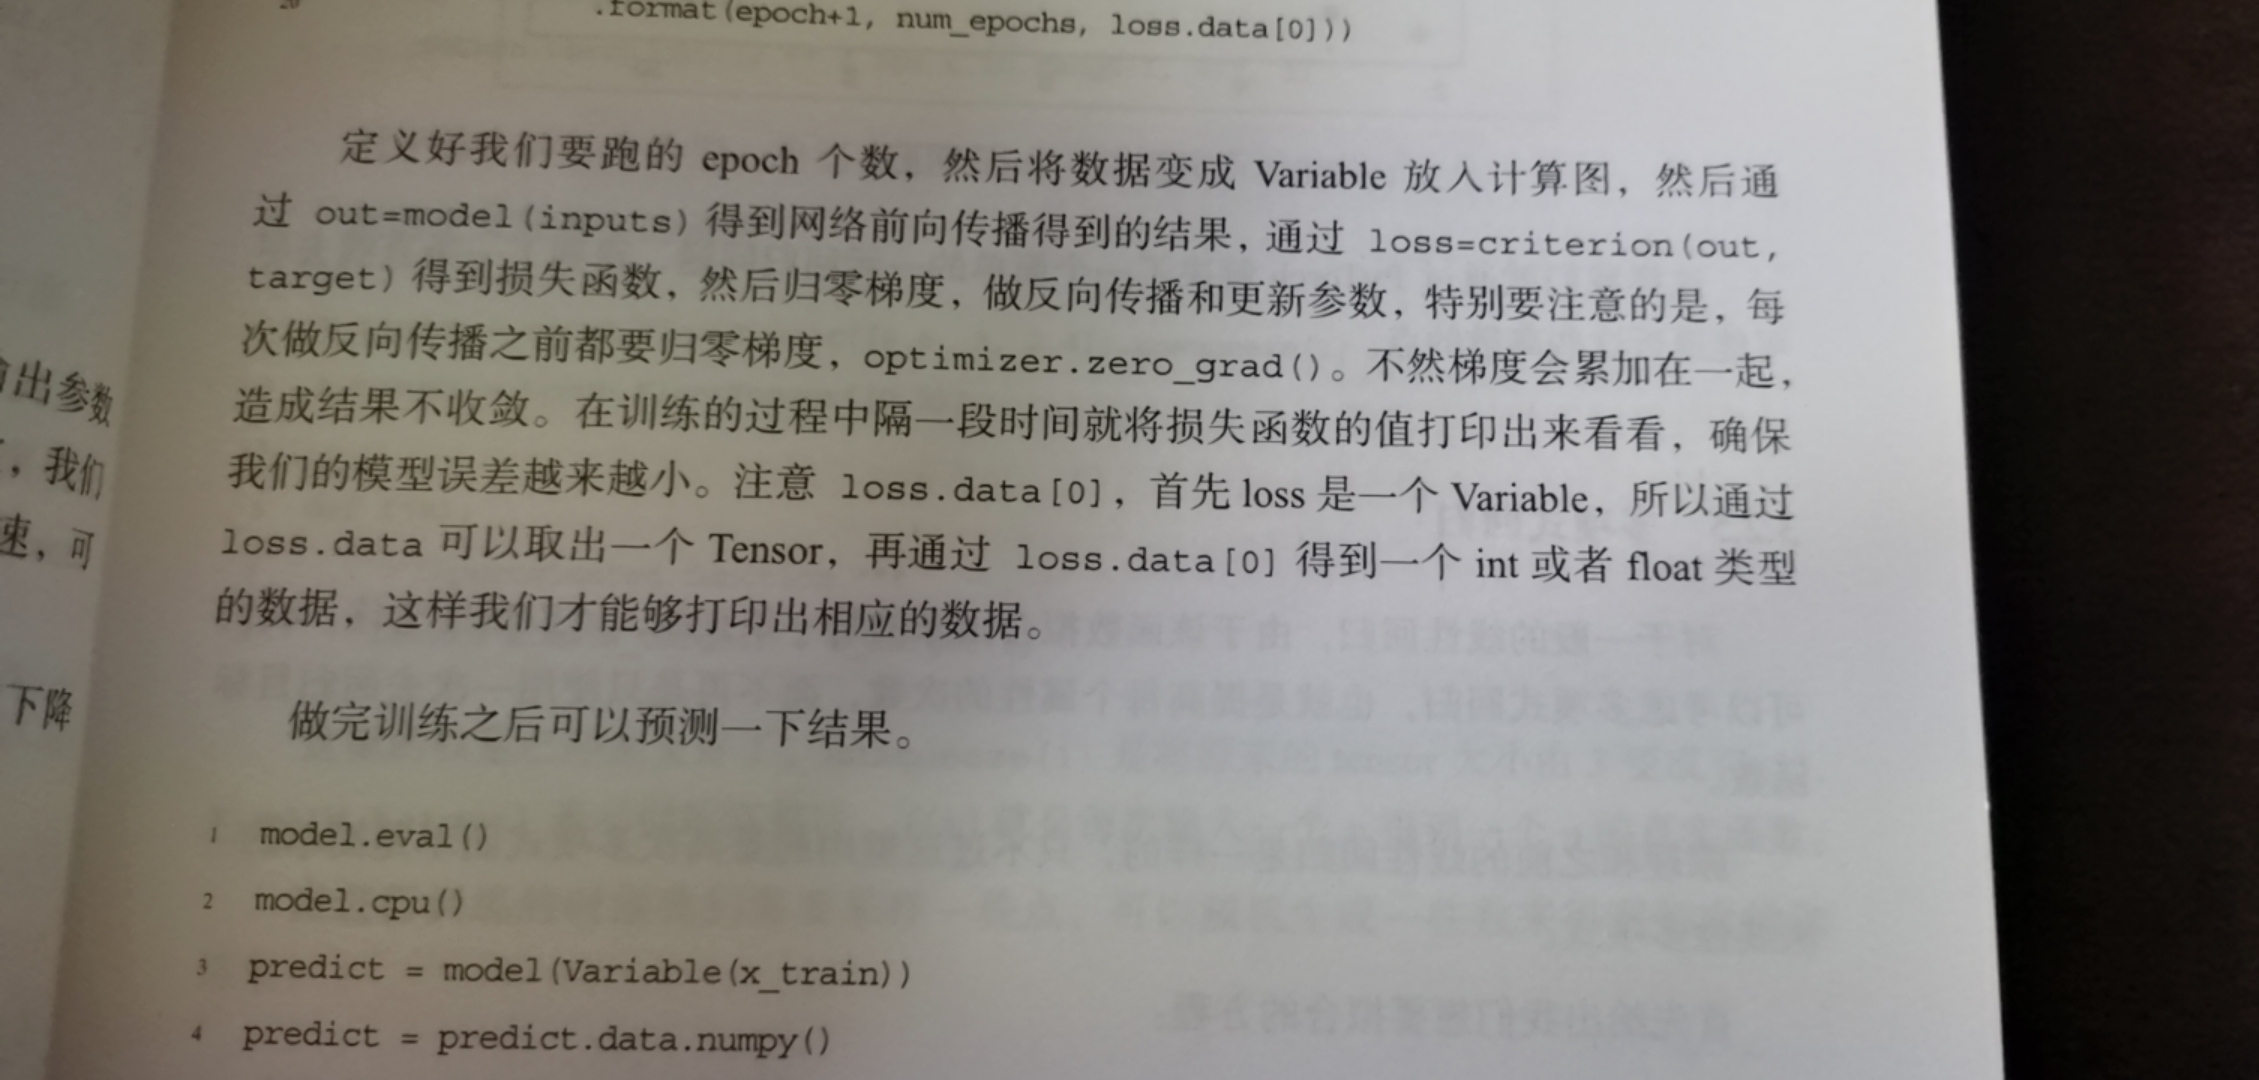 出参数
，我们
速，可
下降
20 .format(epoch+1, num_epochs, loss.data[0]))
定义好我们要跑的 epoch 个数，然后将数据变成 Variable 放入计算图，然后通
过 out=model(inputs) 得到网络前向传播得到的结果，通过 loss=criterion(out,
target) 得到损失函数，然后归零梯度，做反向传播和更新参数，特别要注意的是，每
次做反向传播之前都要归零梯度，optimizer.zero_grad()。不然梯度会累加在一起，
造成结果不收敛。在训练的过程中隔一段时间就将损失函数的值打印出来看看，确保
我们的模型误差越来越小。注意 loss.data[0]，首先 loss 是一个 Variable，所以通过
loss.data 可以取出一个 Tensor，再通过 loss.data[0] 得到一个 int 或者 float 类型
的数据，这样我们才能够打印出相应的数据。
做完训练之后可以预测一下结果。
1 model.eval()
2 model.cpu()
3 predict = model(Variable(x_train))
4 predict = predict.data.numpy()